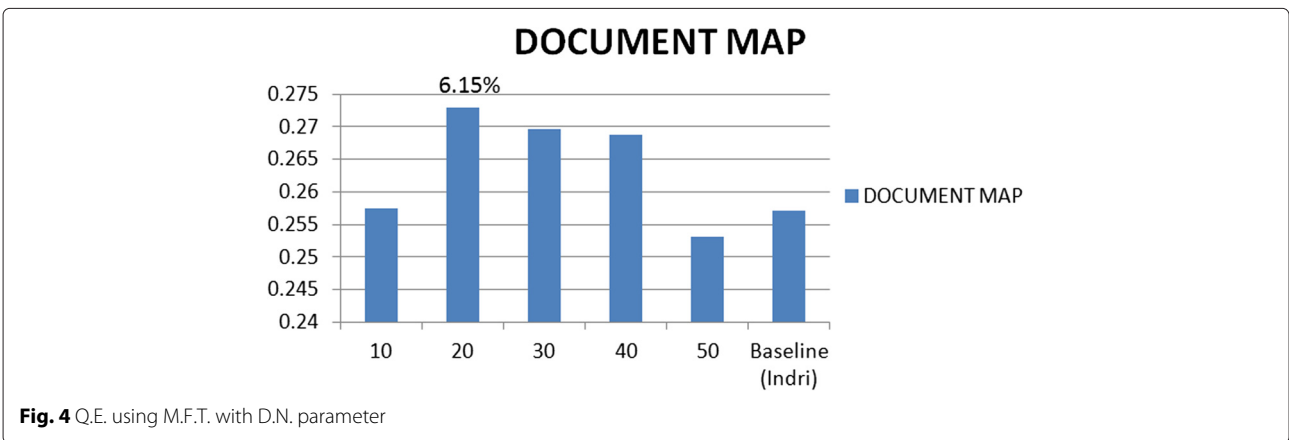 DOCUMENT MAP
6.15%
0.275
0.27
0.265
0.26
0.255
0.25
0.245
0.24
10 20 30 40 50 Baseline
(Indri)
DOCUMENT MAP
Fig. 4 Q.E. using M.F.T. with D.N. parameter